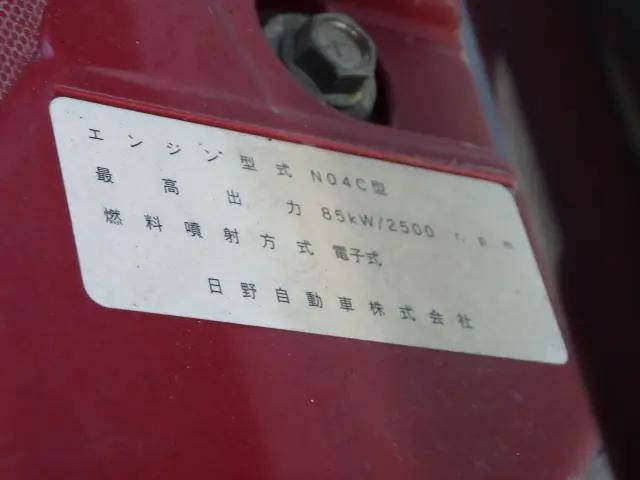 エンジン型式 N04C型
最高出力 85kW/2500 r.p.m.
燃料噴射方式 電子式
日野自動車株式会社